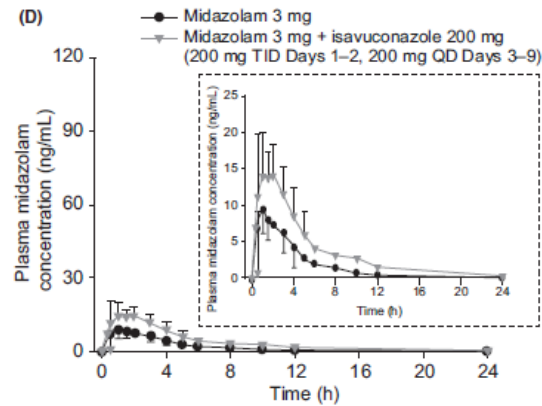 (D)
Midazolam 3 mg
Midazolam 3 mg + isavuconazole 200 mg
(200 mg TID Days 1–2, 200 mg QD Days 3–9)
Plasma midazolam
concentration (ng/mL)
120
90
60
30
0
0 4 8 12 16 20 24
Time (h)
Plasma midazolam concentration (ng/mL)
25
20
15
10
5
0
0 4 8 12 16 20 24
Time (h)